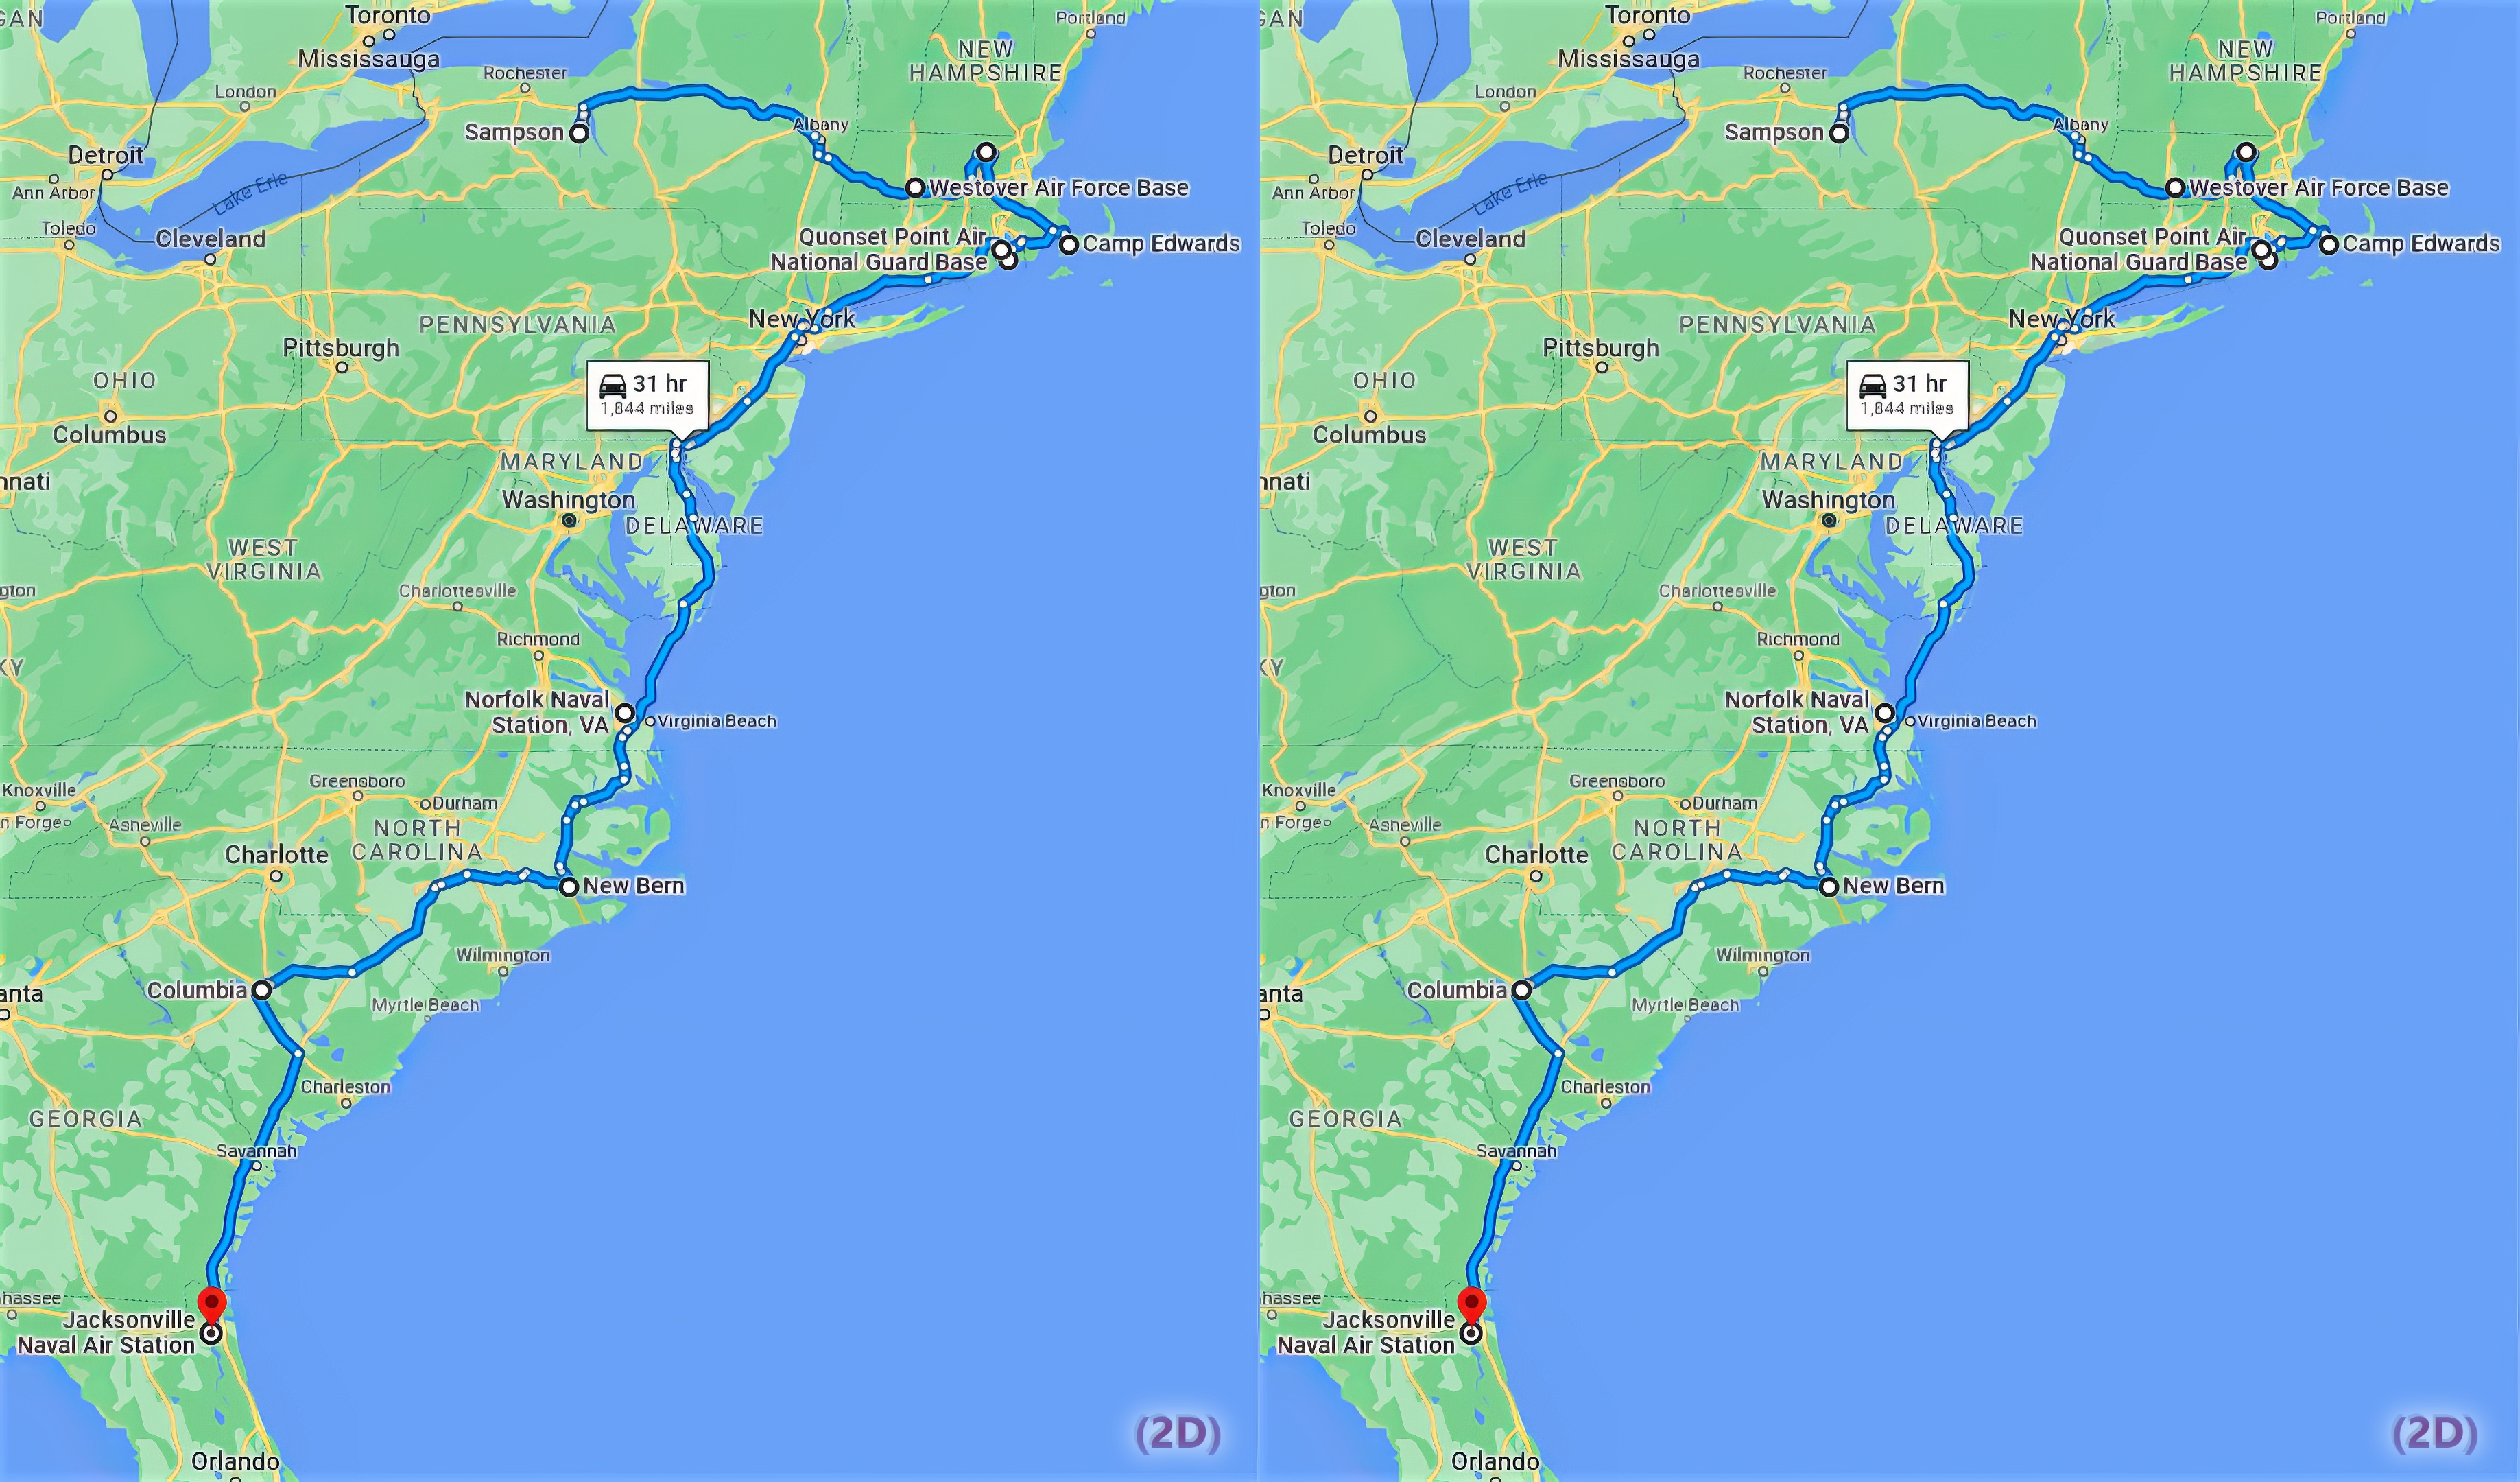 GAN
Toronto
Mississauga
Portland
NEW
HAMPSHIRE
Rochester
London
Sampson
Albany
Detroit
Ann Arbor
Lake Erie
Westover Air Force Base
Toledo
Cleveland
Quonset Point Air
National Guard Base
Camp Edwards
New York
PENNSYLVANIA
Pittsburgh
OHIO
31 hr
1,844 miles
Columbus
MARYLAND
nnati
Washington
DELAWARE
WEST
VIRGINIA
gton
Charlottesville
Richmond
KY
Norfolk Naval
Station, VA
Virginia Beach
Greensboro
Knoxville
Durham
n Forge
Asheville
NORTH
CAROLINA
Charlotte
New Bern
Wilmington
Columbia
anta
Myrtle Beach
Charleston
GEORGIA
Savannah
hassee
Jacksonville
Naval Air Station
(2D)
Orlando
GAN
Toronto
Mississauga
Portland
NEW
HAMPSHIRE
Rochester
London
Sampson
Albany
Detroit
Ann Arbor
Lake Erie
Westover Air Force Base
Toledo
Cleveland
Quonset Point Air
National Guard Base
Camp Edwards
New York
PENNSYLVANIA
Pittsburgh
OHIO
31 hr
1,844 miles
Columbus
MARYLAND
nnati
Washington
DELAWARE
WEST
VIRGINIA
gton
Charlottesville
Richmond
KY
Norfolk Naval
Station, VA
Virginia Beach
Greensboro
Knoxville
Durham
n Forge
Asheville
NORTH
CAROLINA
Charlotte
New Bern
Wilmington
Columbia
anta
Myrtle Beach
Charleston
GEORGIA
Savannah
hassee
Jacksonville
Naval Air Station
(2D)
Orlando